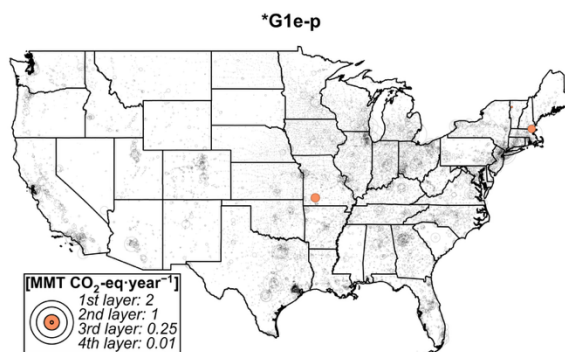 *G1e-p
[MMT CO₂-eq·year⁻¹]
1st layer: 2
2nd layer: 1
3rd layer: 0.25
4th layer: 0.01